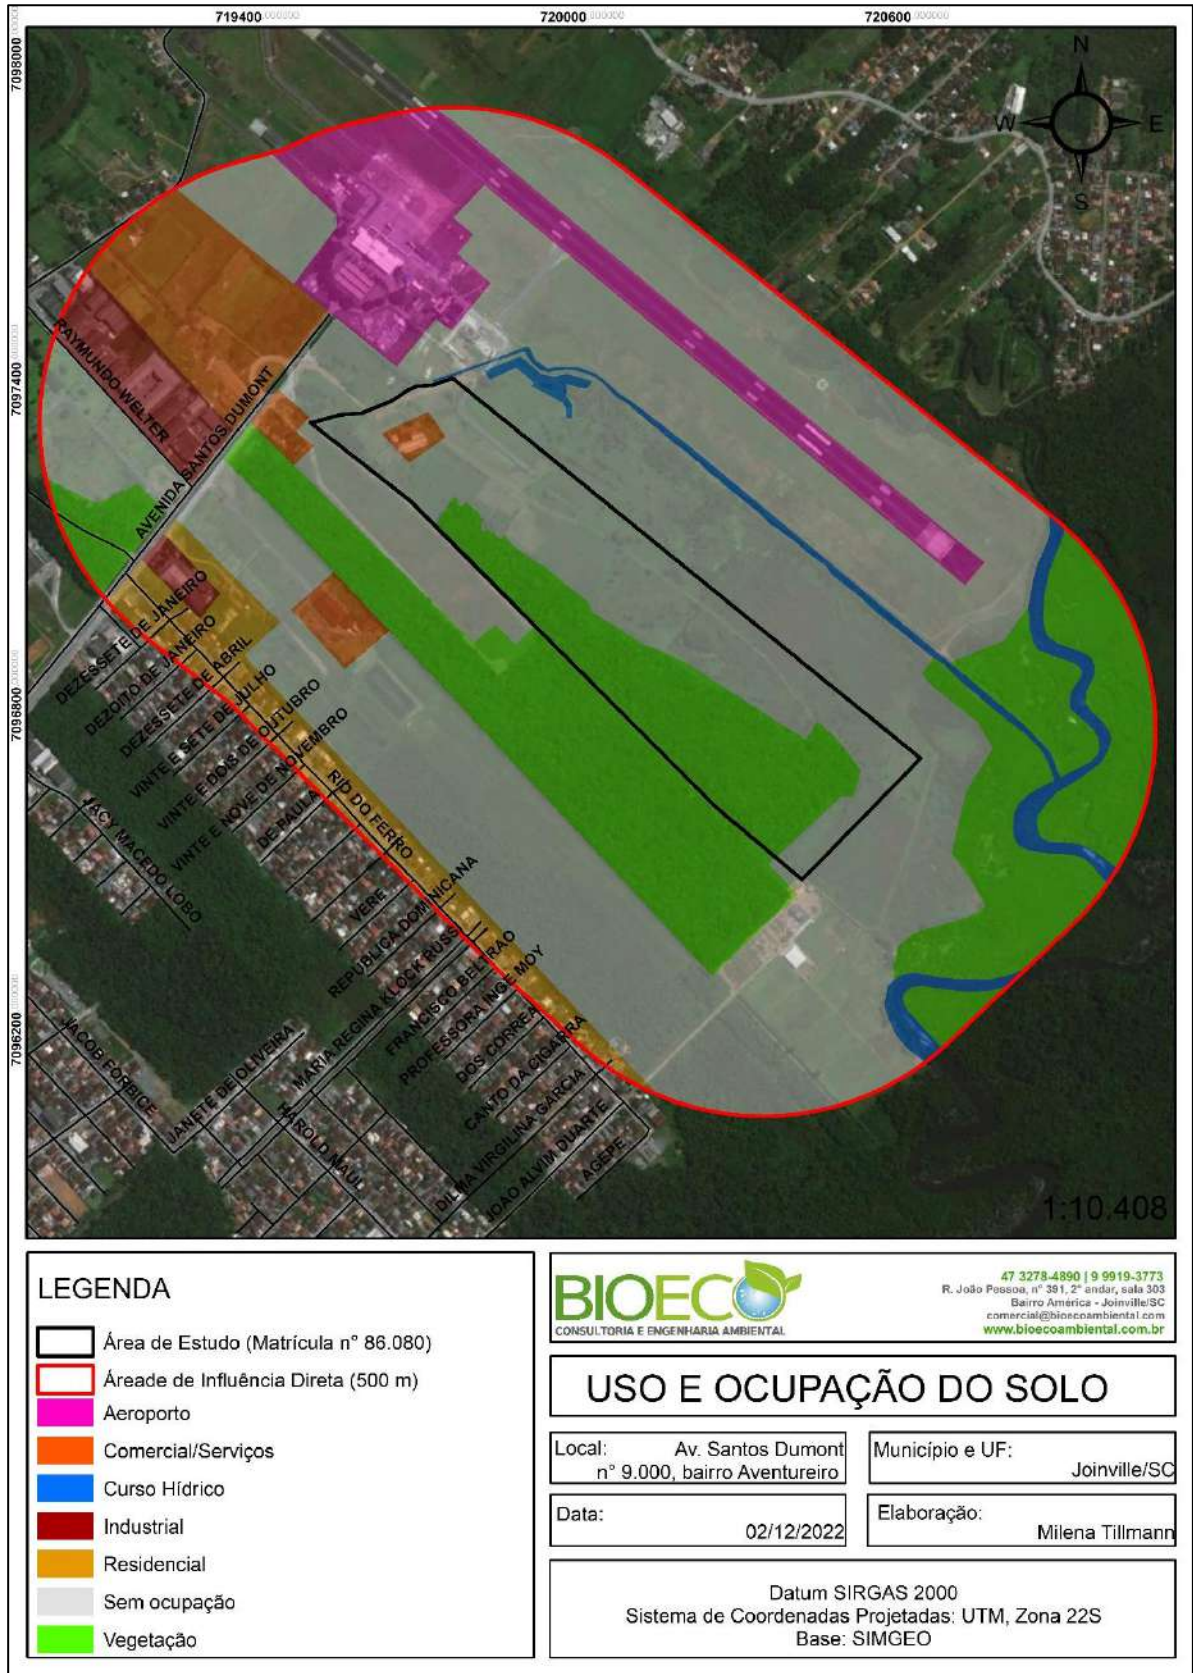 719400,000000
720000,000000
720600,000000
7098000
7097400
7096800
7096200
N
W
E
S
RAYMUNDO WELTER
AVENIDA SANTOS DUMONT
DEZESSETE DE JANEIRO
DEZOITO DE JANEIRO
DEZESSETE DE ABRIL
VINTE E SETE DE JULHO
VINTE E DOIS DE OUTUBRO
VINTE E NOVE DE NOVEMBRO
DE PAULA
RIO DO FERRO
JACY MACEDO LOBO
VERE
REPUBLICA DOMINICANA
MARIA REGINA KLOCK RUSS
FRANCISCO BELTRAO
PROFESSORA INGE MOY
DOS CORREA
CANTO DA CIGARRA
DILMA VIRGILINA GARCIA
JOAO ALVIM DUARTE
AGEPE
JACOB FORBICE
JANETE DE OLIVEIRA
HAROLD MAUL
1:10.408
LEGENDA
Área de Estudo (Matrícula n° 86.080)
Áreade de Influência Direta (500 m)
Aeroporto
Comercial/Serviços
Curso Hídrico
Industrial
Residencial
Sem ocupação
Vegetação
BIOECO
CONSULTORIA E ENGENHARIA AMBIENTAL
47 3278-4890 | 9 9919-3773
R. João Pessoa, n° 391, 2° andar, sala 303
Bairro América - Joinville/SC
comercial@bioecoambiental.com
www.bioecoambiental.com.br
USO E OCUPAÇÃO DO SOLO
Local: Av. Santos Dumont
n° 9.000, bairro Aventureiro
Município e UF:
Joinville/SC
Data:
02/12/2022
Elaboração:
Milena Tillmann
Datum SIRGAS 2000
Sistema de Coordenadas Projetadas: UTM, Zona 22S
Base: SIMGEO